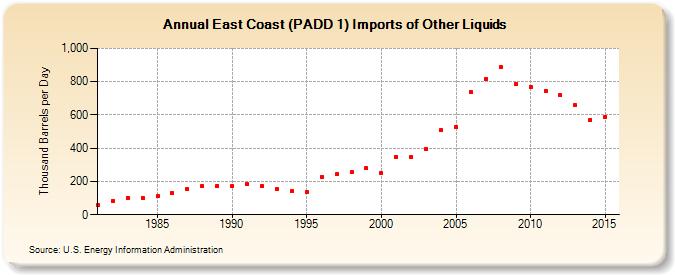 Annual East Coast (PADD 1) Imports of Other Liquids
Thousand Barrels per Day
1,000
800
600
400
200
0
1985 1990 1995 2000 2005 2010 2015
Source: U.S. Energy Information Administration